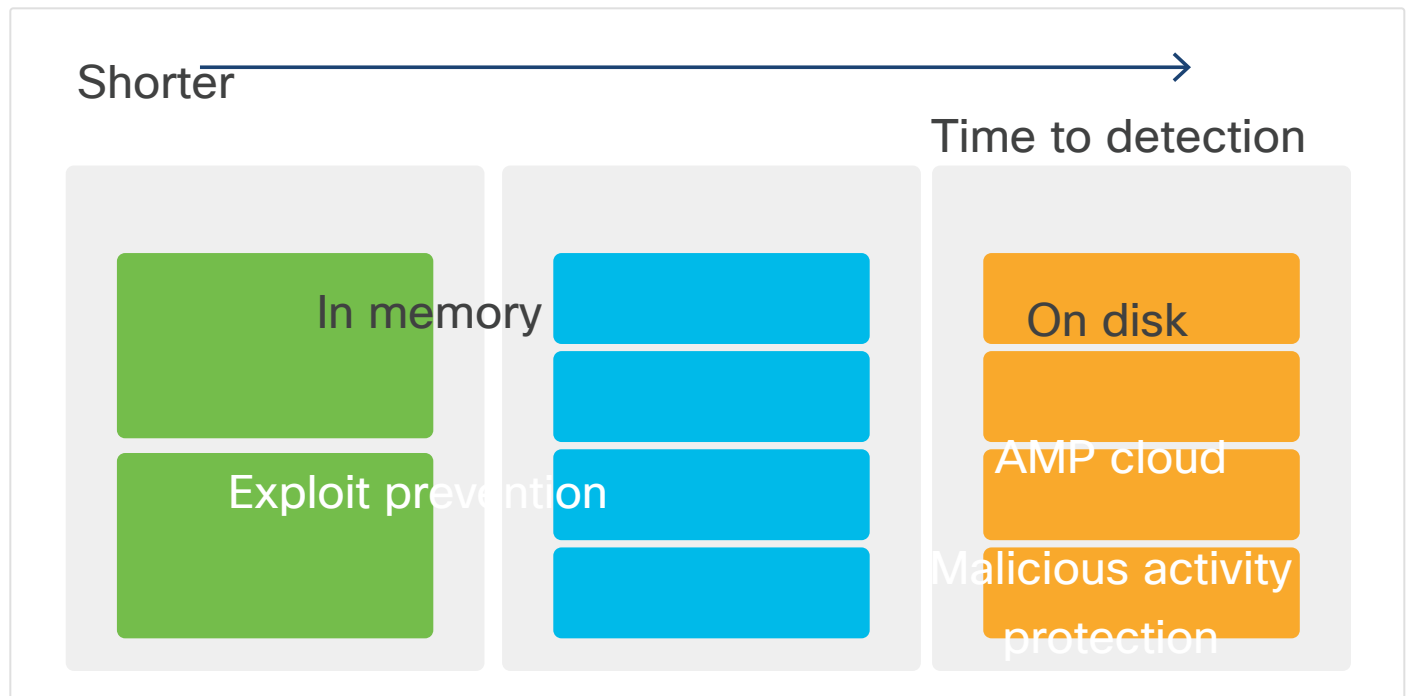 Shorter
Time to detection
In memory
On disk
AMP cloud
Exploit prevention
Malicious activity
protection